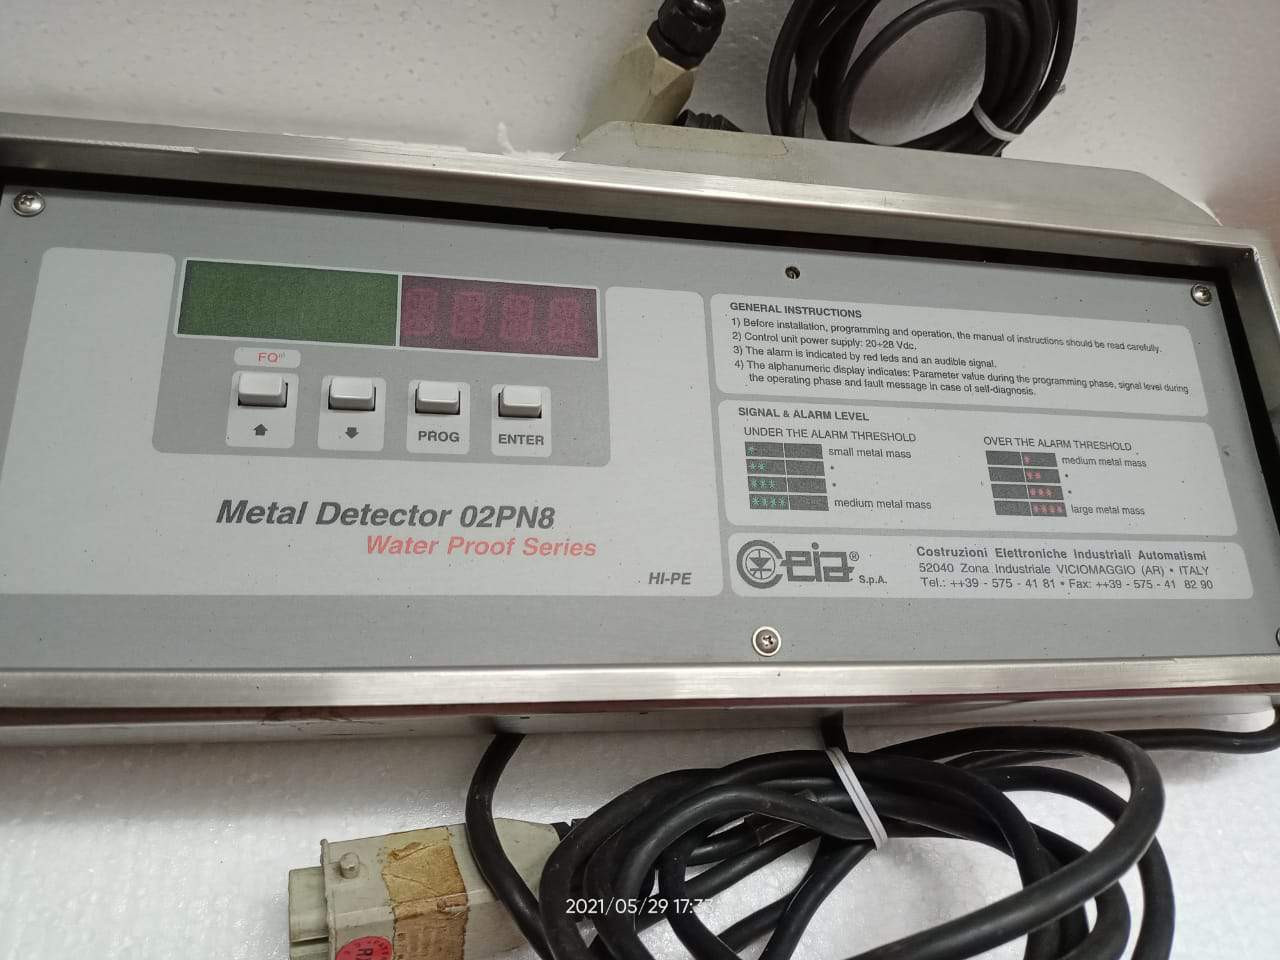 FQ
PROG
ENTER
Metal Detector 02PN8
Water Proof Series
HI-PE
GENERAL INSTRUCTIONS
1) Before installation, programming and operation, the manual of instructions should be read carefully.
2) Control unit power supply: 20÷28 Vdc.
3) The alarm is indicated by red leds and an audible signal.
4) The alphanumeric display indicates: Parameter value during the programming phase, signal level during
the operating phase and fault message in case of self-diagnosis.
SIGNAL & ALARM LEVEL
UNDER THE ALARM THRESHOLD
* small metal mass
** "
*** "
**** medium metal mass
OVER THE ALARM THRESHOLD
* medium metal mass
** "
*** "
**** large metal mass
Ceia® S.p.A.
Costruzioni Elettroniche Industriali Automatismi
52040 Zona Industriale VICIOMAGGIO (AR) • ITALY
Tel.: ++39 - 575 - 41 81 • Fax: ++39 - 575 - 41 82 90
2021/05/29 17:3